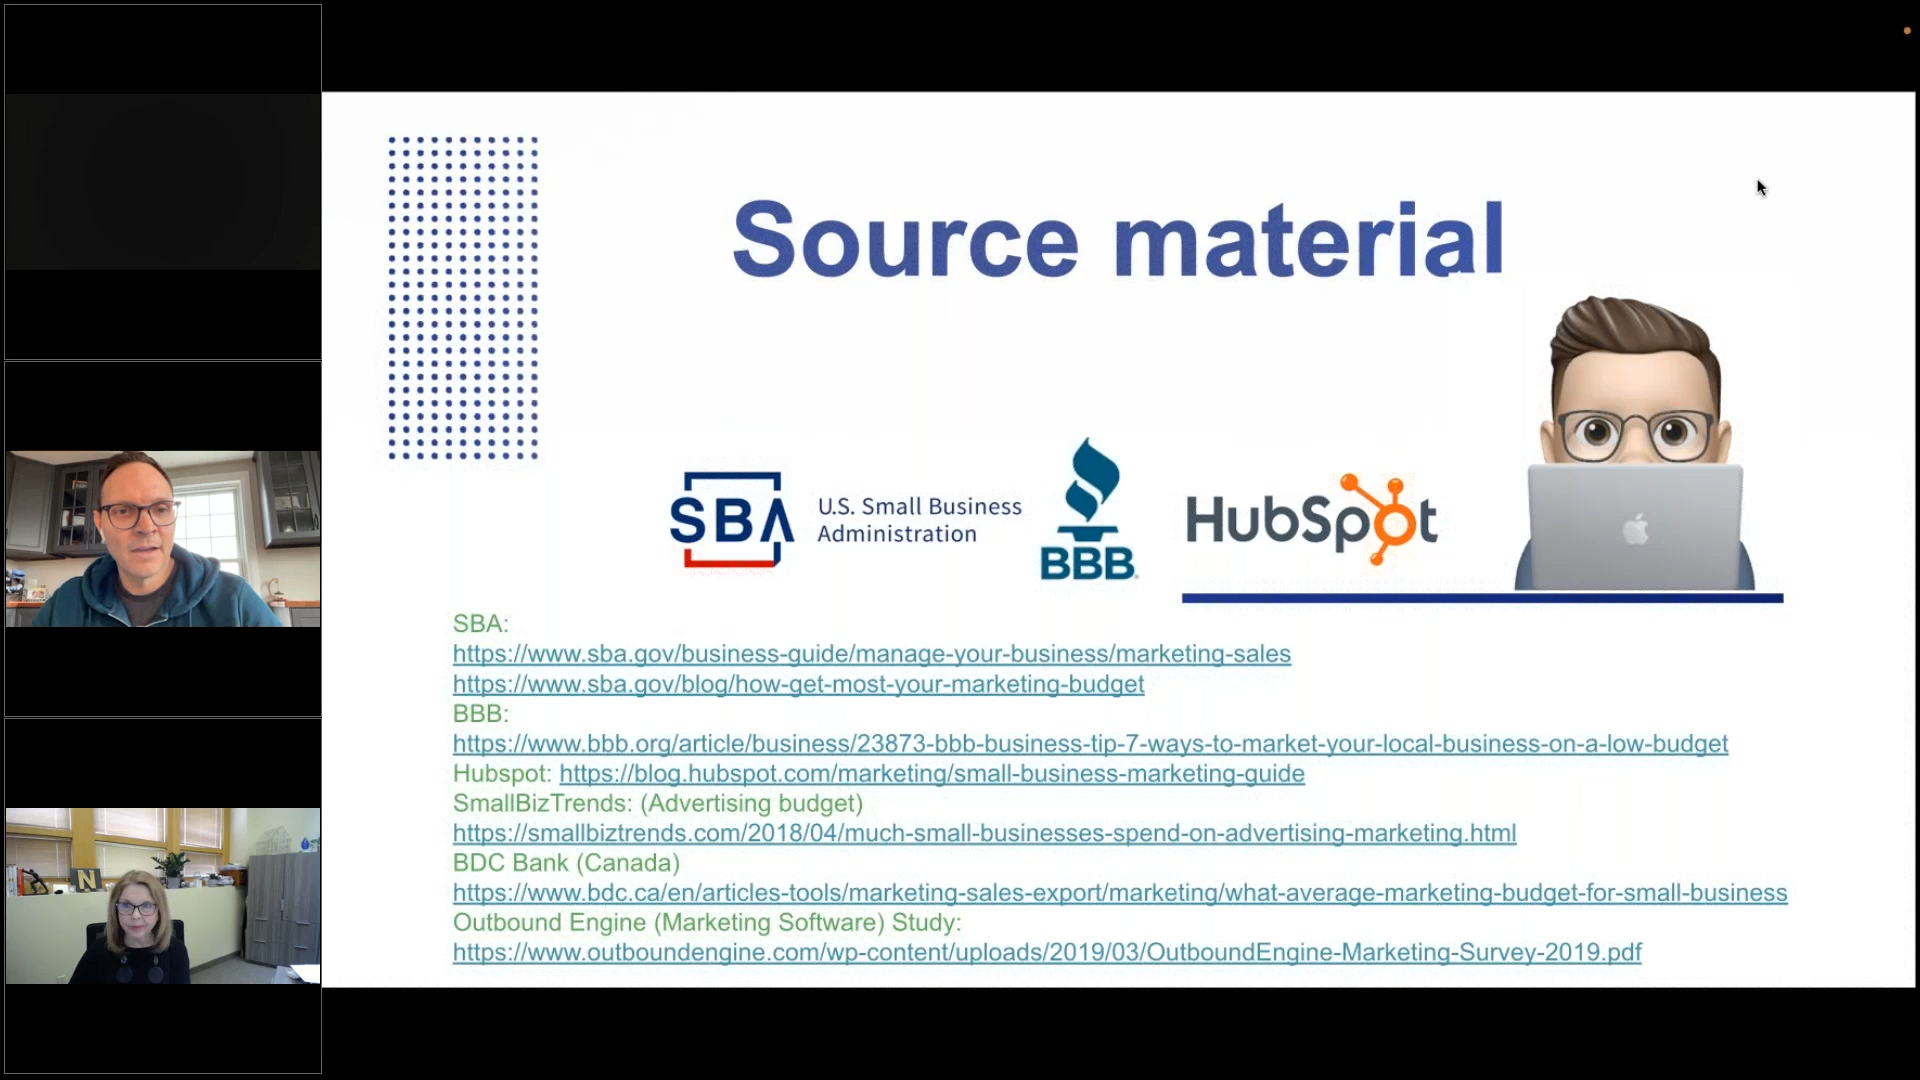 Source material
SBA
U.S. Small Business
Administration
BBB
HubSpot
SBA:
https://www.sba.gov/business-guide/manage-your-business/marketing-sales
https://www.sba.gov/blog/how-get-most-your-marketing-budget
BBB:
https://www.bbb.org/article/business/23873-bbb-business-tip-7-ways-to-market-your-local-business-on-a-low-budget
Hubspot: https://blog.hubspot.com/marketing/small-business-marketing-guide
SmallBizTrends: (Advertising budget)
https://smallbiztrends.com/2018/04/much-small-businesses-spend-on-advertising-marketing.html
BDC Bank (Canada)
https://www.bdc.ca/en/articles-tools/marketing-sales-export/marketing/what-average-marketing-budget-for-small-business
Outbound Engine (Marketing Software) Study:
https://www.outboundengine.com/wp-content/uploads/2019/03/OutboundEngine-Marketing-Survey-2019.pdf
N